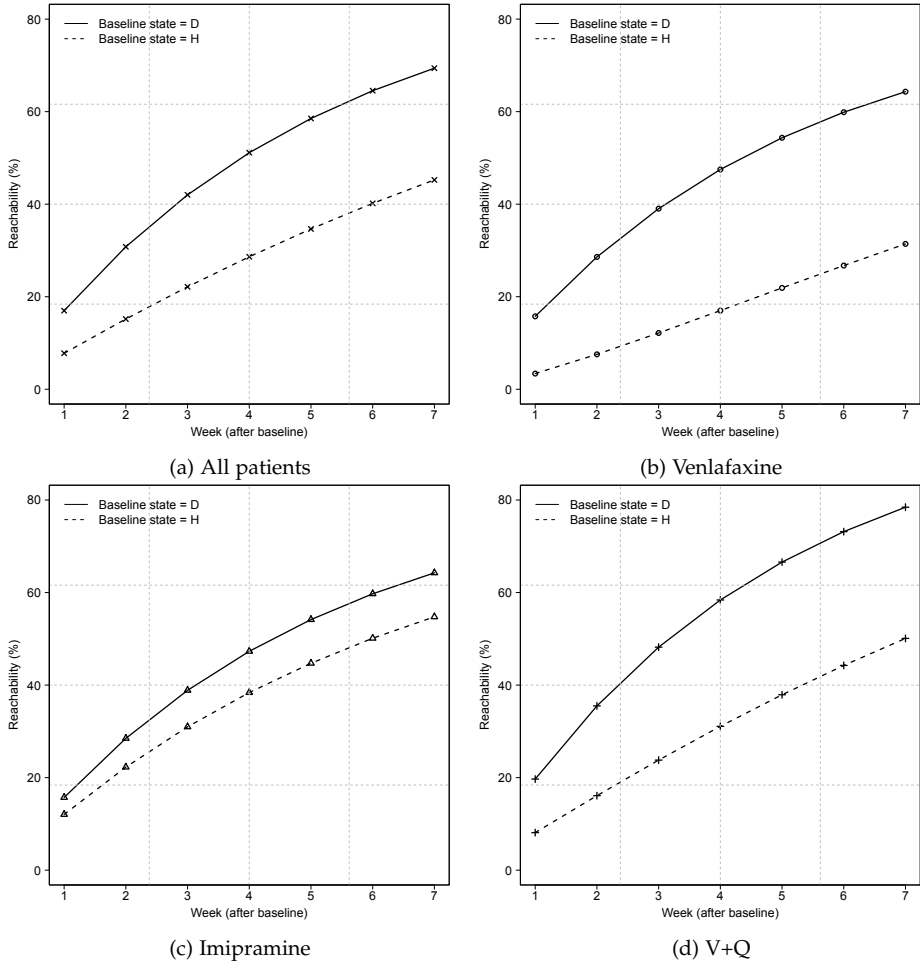 Baseline state = D
Baseline state = H
Reachability (%)
80
60
40
20
0
1 2 3 4 5 6 7
Week (after baseline)
(a) All patients
Baseline state = D
Baseline state = H
Reachability (%)
80
60
40
20
0
1 2 3 4 5 6 7
Week (after baseline)
(b) Venlafaxine
Baseline state = D
Baseline state = H
Reachability (%)
80
60
40
20
0
1 2 3 4 5 6 7
Week (after baseline)
(c) Imipramine
Baseline state = D
Baseline state = H
Reachability (%)
80
60
40
20
0
1 2 3 4 5 6 7
Week (after baseline)
(d) V+Q